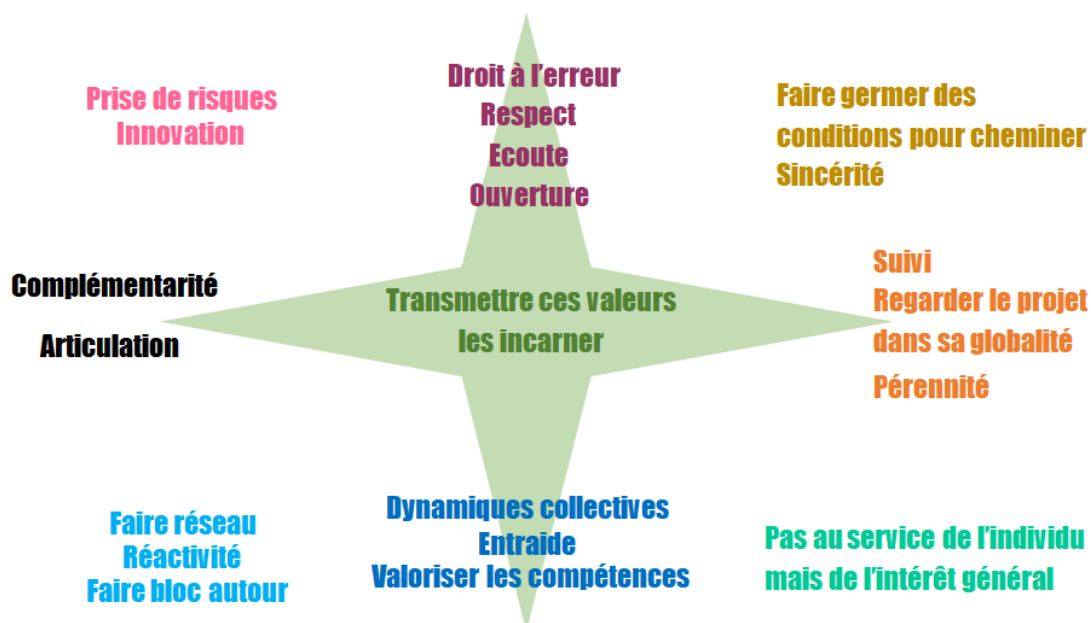 Prise de risques
Innovation
Droit à l'erreur
Respect
Ecoute
Ouverture
Faire germer des
conditions pour cheminer
Sincérité
Complémentarité
Articulation
Transmettre ces valeurs
les incarner
Suivi
Regarder le projet
dans sa globalité
Pérennité
Faire réseau
Réactivité
Faire bloc autour
Dynamiques collectives
Entraide
Valoriser les compétences
Pas au service de l'individu
mais de l'intérêt général